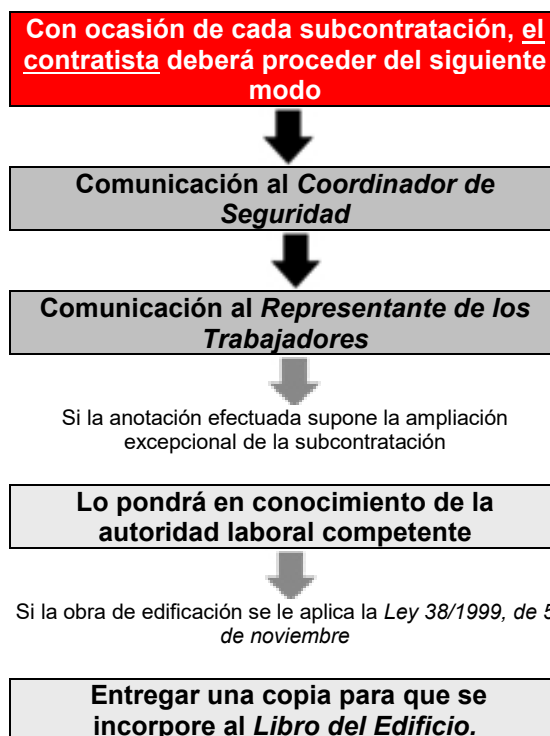 Con ocasión de cada subcontratación, el
contratista deberá proceder del siguiente
modo
Comunicación al Coordinador de
Seguridad
Comunicación al Representante de los
Trabajadores
Si la anotación efectuada supone la ampliación
excepcional de la subcontratación
Lo pondrá en conocimiento de la
autoridad laboral competente
Si la obra de edificación se le aplica la Ley 38/1999, de 5
de noviembre
Entregar una copia para que se
incorpore al Libro del Edificio.